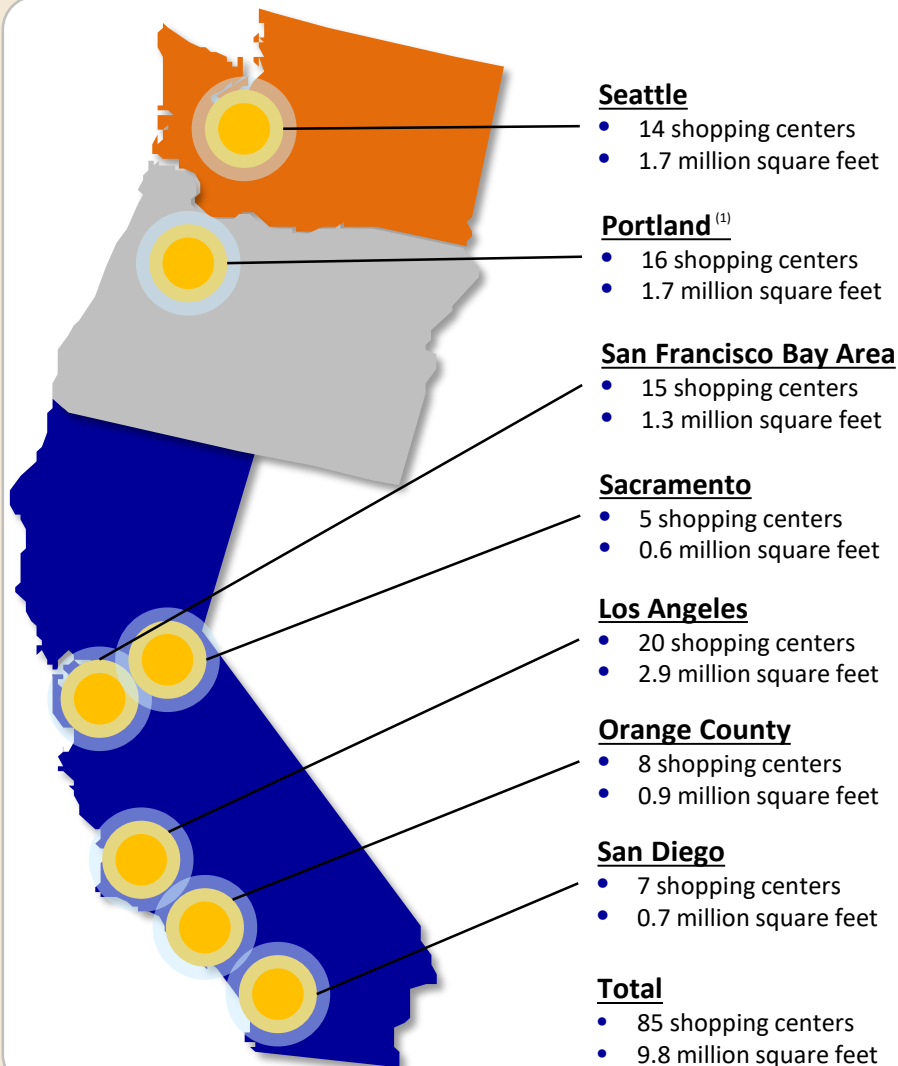 Seattle
• 14 shopping centers
• 1.7 million square feet
Portland (1)
• 16 shopping centers
• 1.7 million square feet
San Francisco Bay Area
• 15 shopping centers
• 1.3 million square feet
Sacramento
• 5 shopping centers
• 0.6 million square feet
Los Angeles
• 20 shopping centers
• 2.9 million square feet
Orange County
• 8 shopping centers
• 0.9 million square feet
San Diego
• 7 shopping centers
• 0.7 million square feet
Total
• 85 shopping centers
• 9.8 million square feet